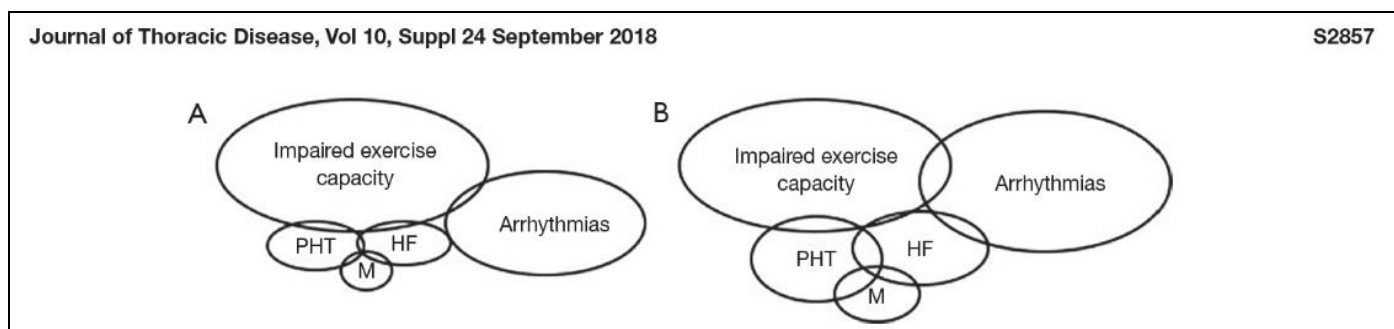 Journal of Thoracic Disease, Vol 10, Suppl 24 September 2018 S2857
A
Impaired exercise
capacity
Arrhythmias
PHT
HF
M
B
Impaired exercise
capacity
Arrhythmias
PHT
HF
M